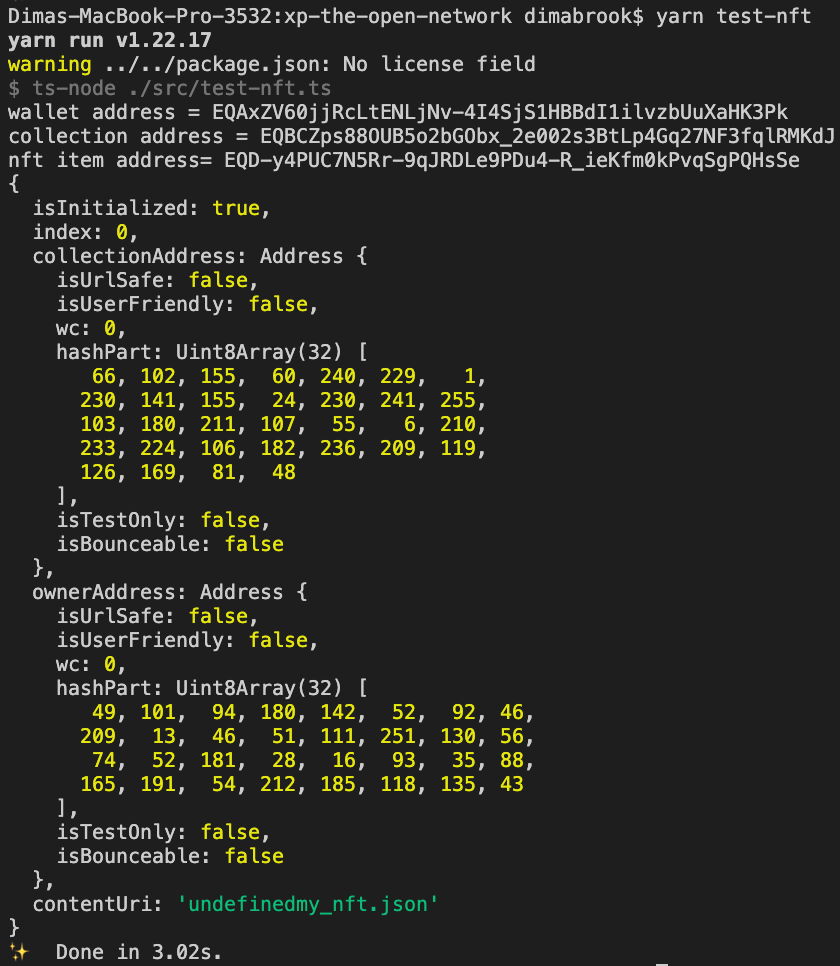 Dimas-MacBook-Pro-3532:xp-the-open-network dimabrook$ yarn test-nft
yarn run v1.22.17
warning ../../package.json: No license field
$ ts-node ./src/test-nft.ts
wallet address = EQAxZV60jjRcLtENLjNv-4I4SjS1HBBdI1ilvzbUuXaHK3Pk
collection address = EQBCZps88OUB5o2bGObx_2e002s3BtLp4Gq27NF3fqlRMKdJ
nft item address= EQD-y4PUC7N5Rr-9qJRDLe9PDu4-R_ieKfm0kPvqSgPQHsSe
{
  isInitialized: true,
  index: 0,
  collectionAddress: Address {
    isUrlSafe: false,
    isUserFriendly: false,
    wc: 0,
    hashPart: Uint8Array(32) [
       66, 102, 155,  60, 240, 229,   1,
      230, 141, 155,  24, 230, 241, 255,
      103, 180, 211, 107,  55,   6, 210,
      233, 224, 106, 182, 236, 209, 119,
      126, 169,  81,  48
    ],
    isTestOnly: false,
    isBounceable: false
  },
  ownerAddress: Address {
    isUrlSafe: false,
    isUserFriendly: false,
    wc: 0,
    hashPart: Uint8Array(32) [
       49, 101,  94, 180, 142,  52,  92, 46,
      209,  13,  46,  51, 111, 251, 130, 56,
       74,  52, 181,  28,  16,  93,  35, 88,
      165, 191,  54, 212, 185, 118, 135, 43
    ],
    isTestOnly: false,
    isBounceable: false
  },
  contentUri: 'undefinedmy_nft.json'
}
✨  Done in 3.02s.